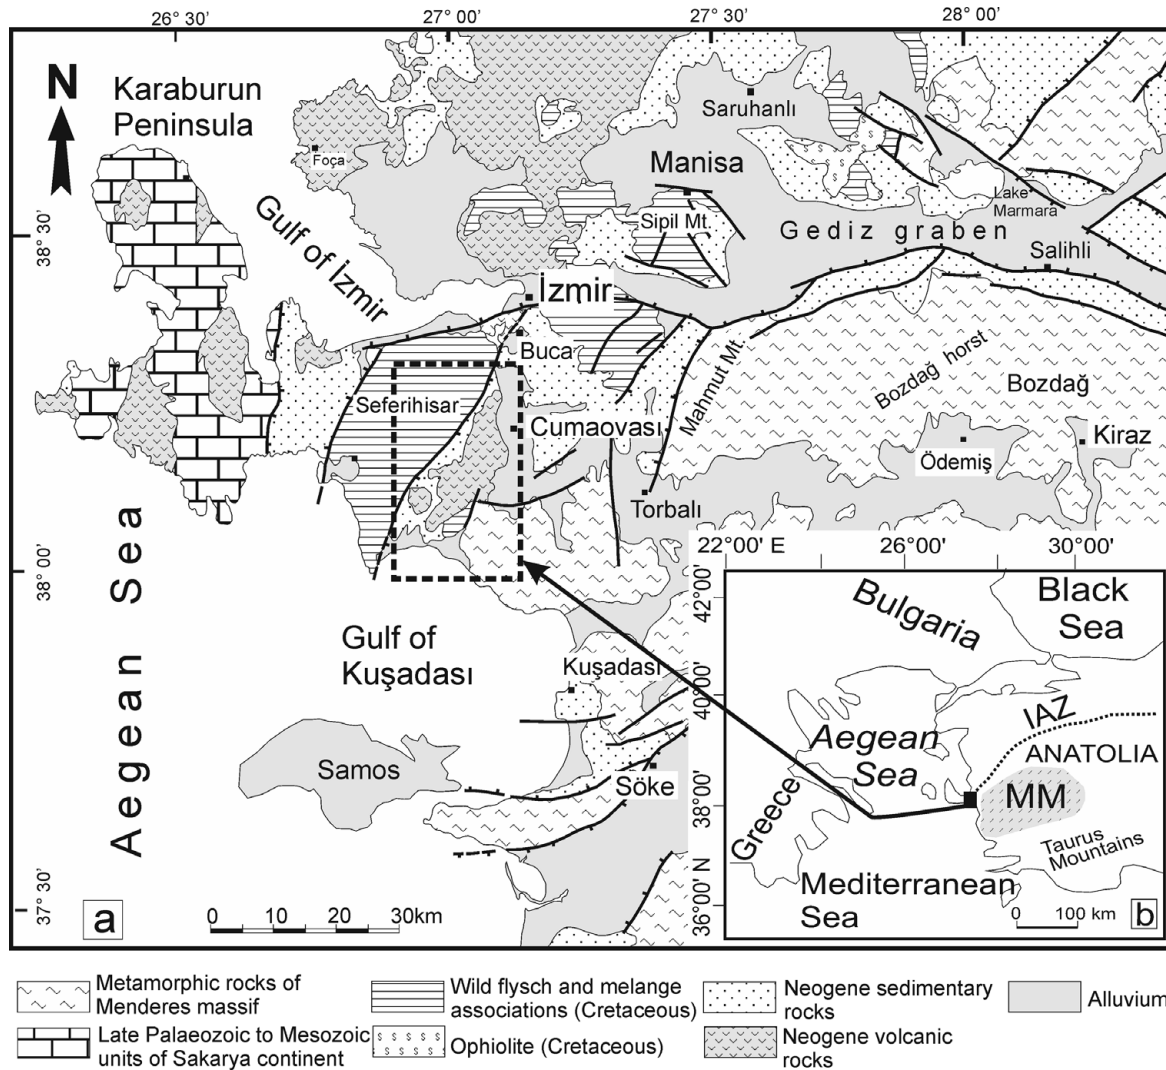 26° 30'
27° 00'
27° 30'
28° 00'
38° 30'
38° 00'
37° 30'
N
Karaburun
Peninsula
Foça
Saruhanlı
Manisa
Sipil Mt.
Lake
Marmara
Gediz graben
Salihli
Gulf of İzmir
İzmir
Buca
Seferihisar
Cumaovası
Mahmut Mt.
Bozdağ horst
Bozdağ
Ödemiş
Kiraz
Torbalı
Aegean Sea
Gulf of
Kuşadası
Kuşadası
Samos
Söke
a
0 10 20 30km
22°00' E
26°00'
30°00'
42°00'
40°00'
38°00'
36°00' N
Bulgaria
Black
Sea
IAZ
ANATOLIA
Aegean
Sea
MM
Greece
Taurus
Mountains
Mediterranean
Sea
0 100 km
b
Metamorphic rocks of
Menderes massif
Late Palaeozoic to Mesozoic
units of Sakarya continent
Wild flysch and melange
associations (Cretaceous)
Ophiolite (Cretaceous)
Neogene sedimentary
rocks
Neogene volcanic
rocks
Alluvium